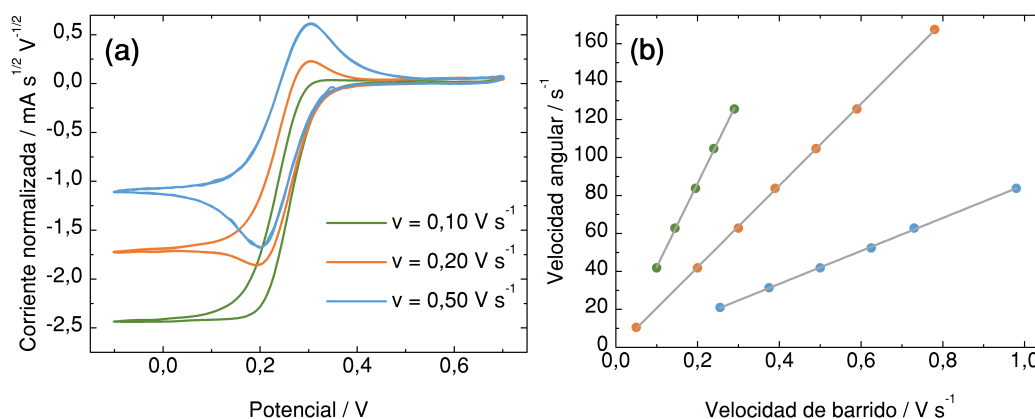 (a)
0,5
0,0
-0,5
-1,0
-1,5
-2,0
-2,5
Corriente normalizada / mA s^1/2 V^-1/2
v = 0,10 V s^-1
v = 0,20 V s^-1
v = 0,50 V s^-1
0,0 0,2 0,4 0,6
Potencial / V
(b)
160
140
120
100
80
60
40
20
0
Velocidad angular / s^-1
0,0 0,2 0,4 0,6 0,8 1,0
Velocidad de barrido / V s^-1